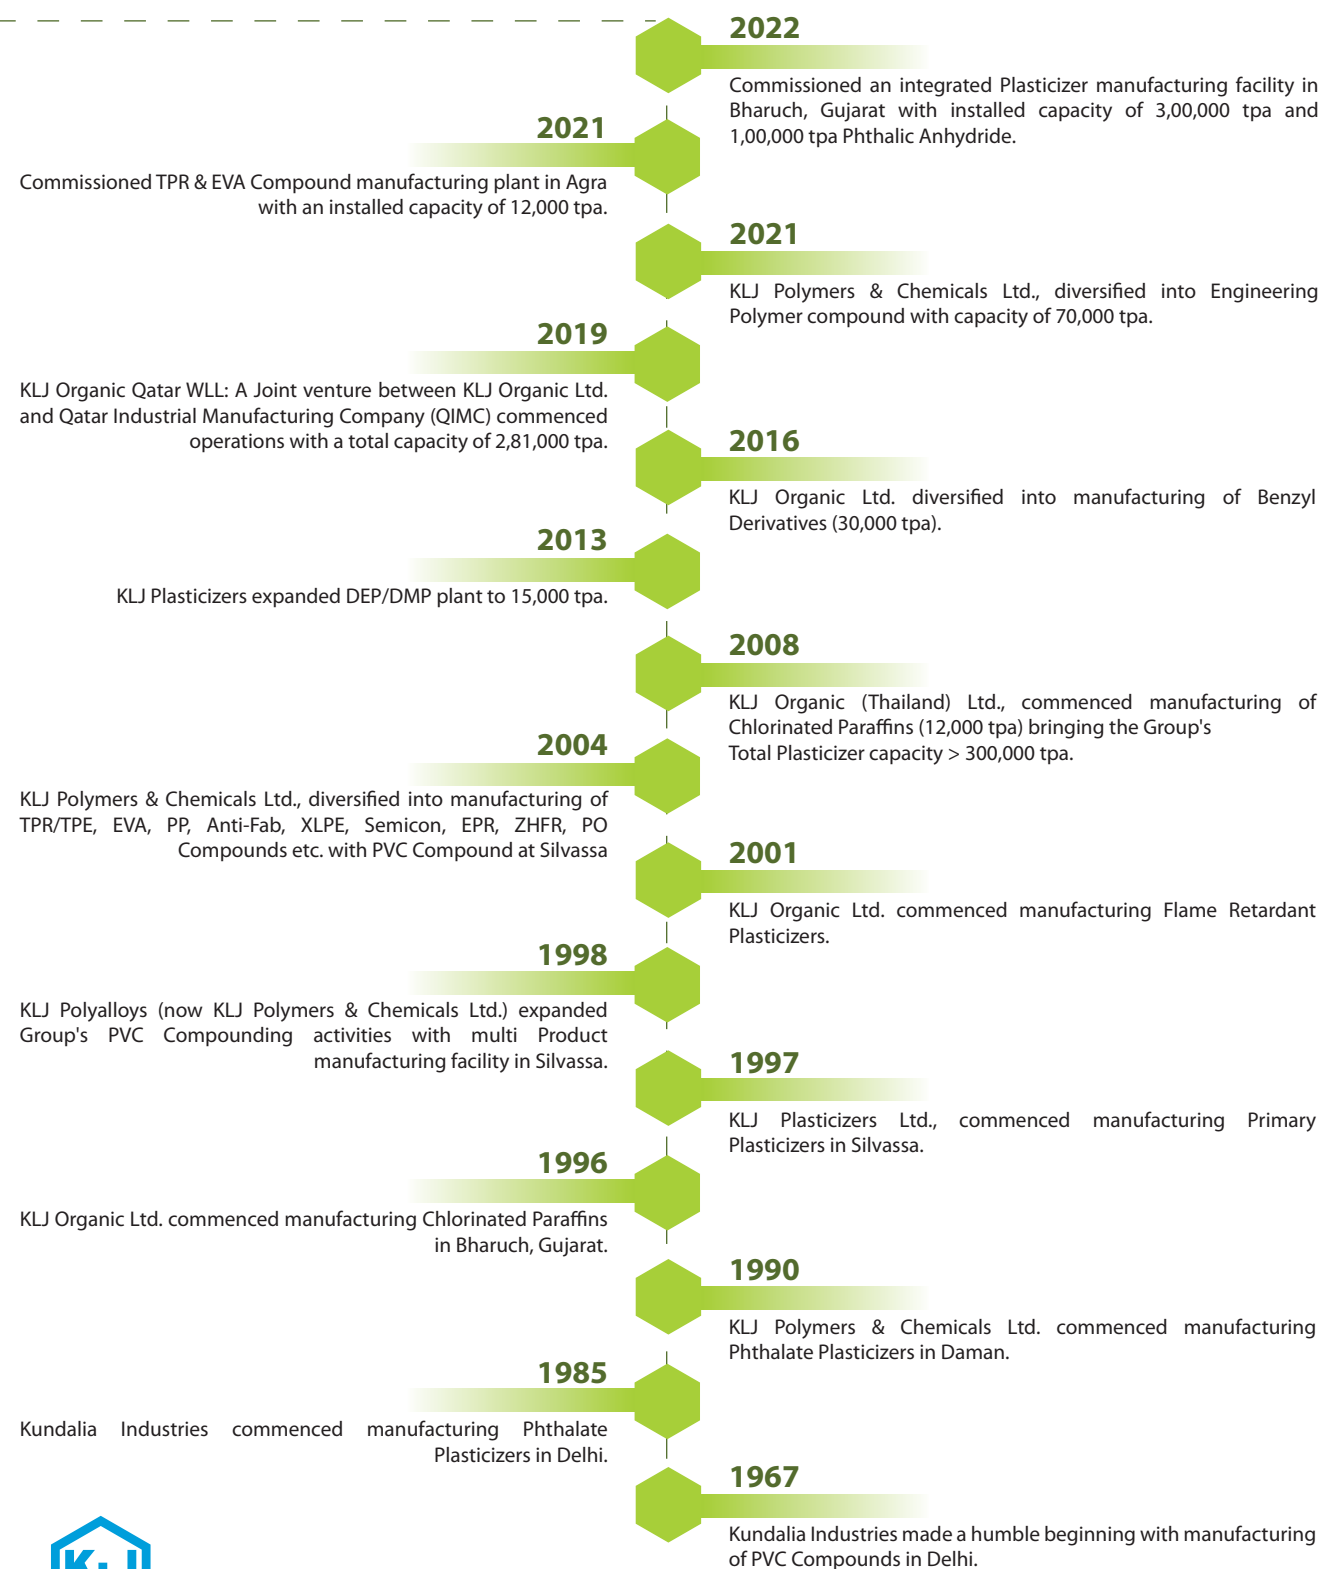 2022
Commissioned an integrated Plasticizer manufacturing facility in
Bharuch, Gujarat with installed capacity of 3,00,000 tpa and
1,00,000 tpa Phthalic Anhydride.
2021
Commissioned TPR & EVA Compound manufacturing plant in Agra
with an installed capacity of 12,000 tpa.
2021
KLJ Polymers & Chemicals Ltd., diversified into Engineering
Polymer compound with capacity of 70,000 tpa.
2019
KLJ Organic Qatar WLL: A Joint venture between KLJ Organic Ltd.
and Qatar Industrial Manufacturing Company (QIMC) commenced
operations with a total capacity of 2,81,000 tpa.
2016
KLJ Organic Ltd. diversified into manufacturing of Benzyl
Derivatives (30,000 tpa).
2013
KLJ Plasticizers expanded DEP/DMP plant to 15,000 tpa.
2008
KLJ Organic (Thailand) Ltd., commenced manufacturing of
Chlorinated Paraffins (12,000 tpa) bringing the Group's
Total Plasticizer capacity > 300,000 tpa.
2004
KLJ Polymers & Chemicals Ltd., diversified into manufacturing of
TPR/TPE, EVA, PP, Anti-Fab, XLPE, Semicon, EPR, ZHFR, PO
Compounds etc. with PVC Compound at Silvassa
2001
KLJ Organic Ltd. commenced manufacturing Flame Retardant
Plasticizers.
1998
KLJ Polyalloys (now KLJ Polymers & Chemicals Ltd.) expanded
Group's PVC Compounding activities with multi Product
manufacturing facility in Silvassa.
1997
KLJ Plasticizers Ltd., commenced manufacturing Primary
Plasticizers in Silvassa.
1996
KLJ Organic Ltd. commenced manufacturing Chlorinated Paraffins
in Bharuch, Gujarat.
1990
KLJ Polymers & Chemicals Ltd. commenced manufacturing
Phthalate Plasticizers in Daman.
1985
Kundalia Industries commenced manufacturing Phthalate
Plasticizers in Delhi.
1967
Kundalia Industries made a humble beginning with manufacturing
of PVC Compounds in Delhi.